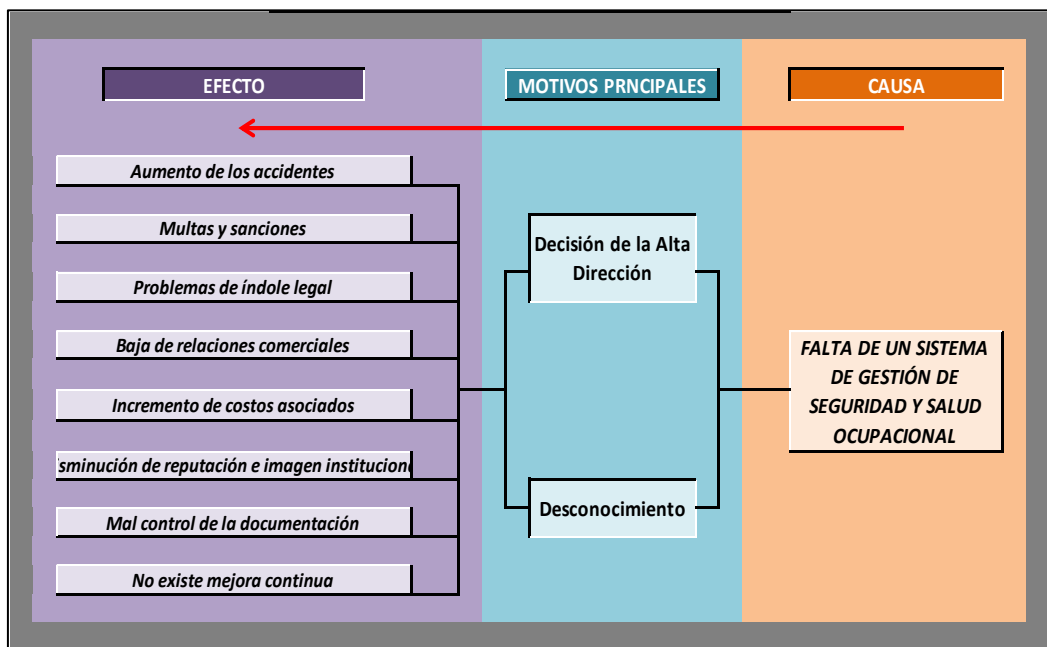 EFECTO
MOTIVOS PRNCIPALES
CAUSA
Aumento de los accidentes
Multas y sanciones
Problemas de índole legal
Baja de relaciones comerciales
Incremento de costos asociados
isminución de reputación e imagen instituciona
Mal control de la documentación
No existe mejora continua
Decisión de la Alta
Dirección
Desconocimiento
FALTA DE UN SISTEMA
DE GESTIÓN DE
SEGURIDAD Y SALUD
OCUPACIONAL